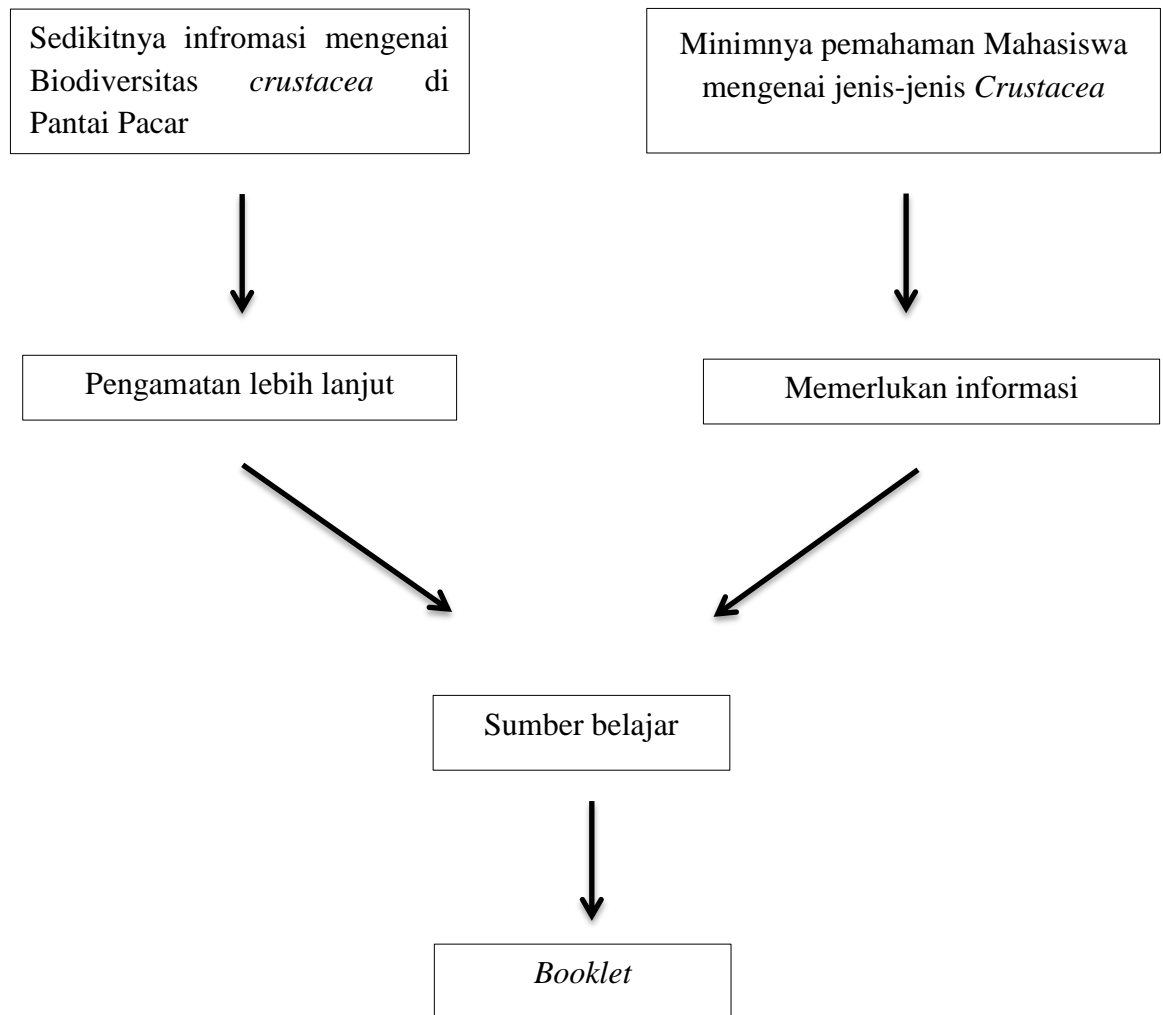 Sedikitnya infromasi mengenai
Biodiversitas crustacea di
Pantai Pacar
Minimnya pemahaman Mahasiswa
mengenai jenis-jenis Crustacea
Pengamatan lebih lanjut
Memerlukan informasi
Sumber belajar
Booklet